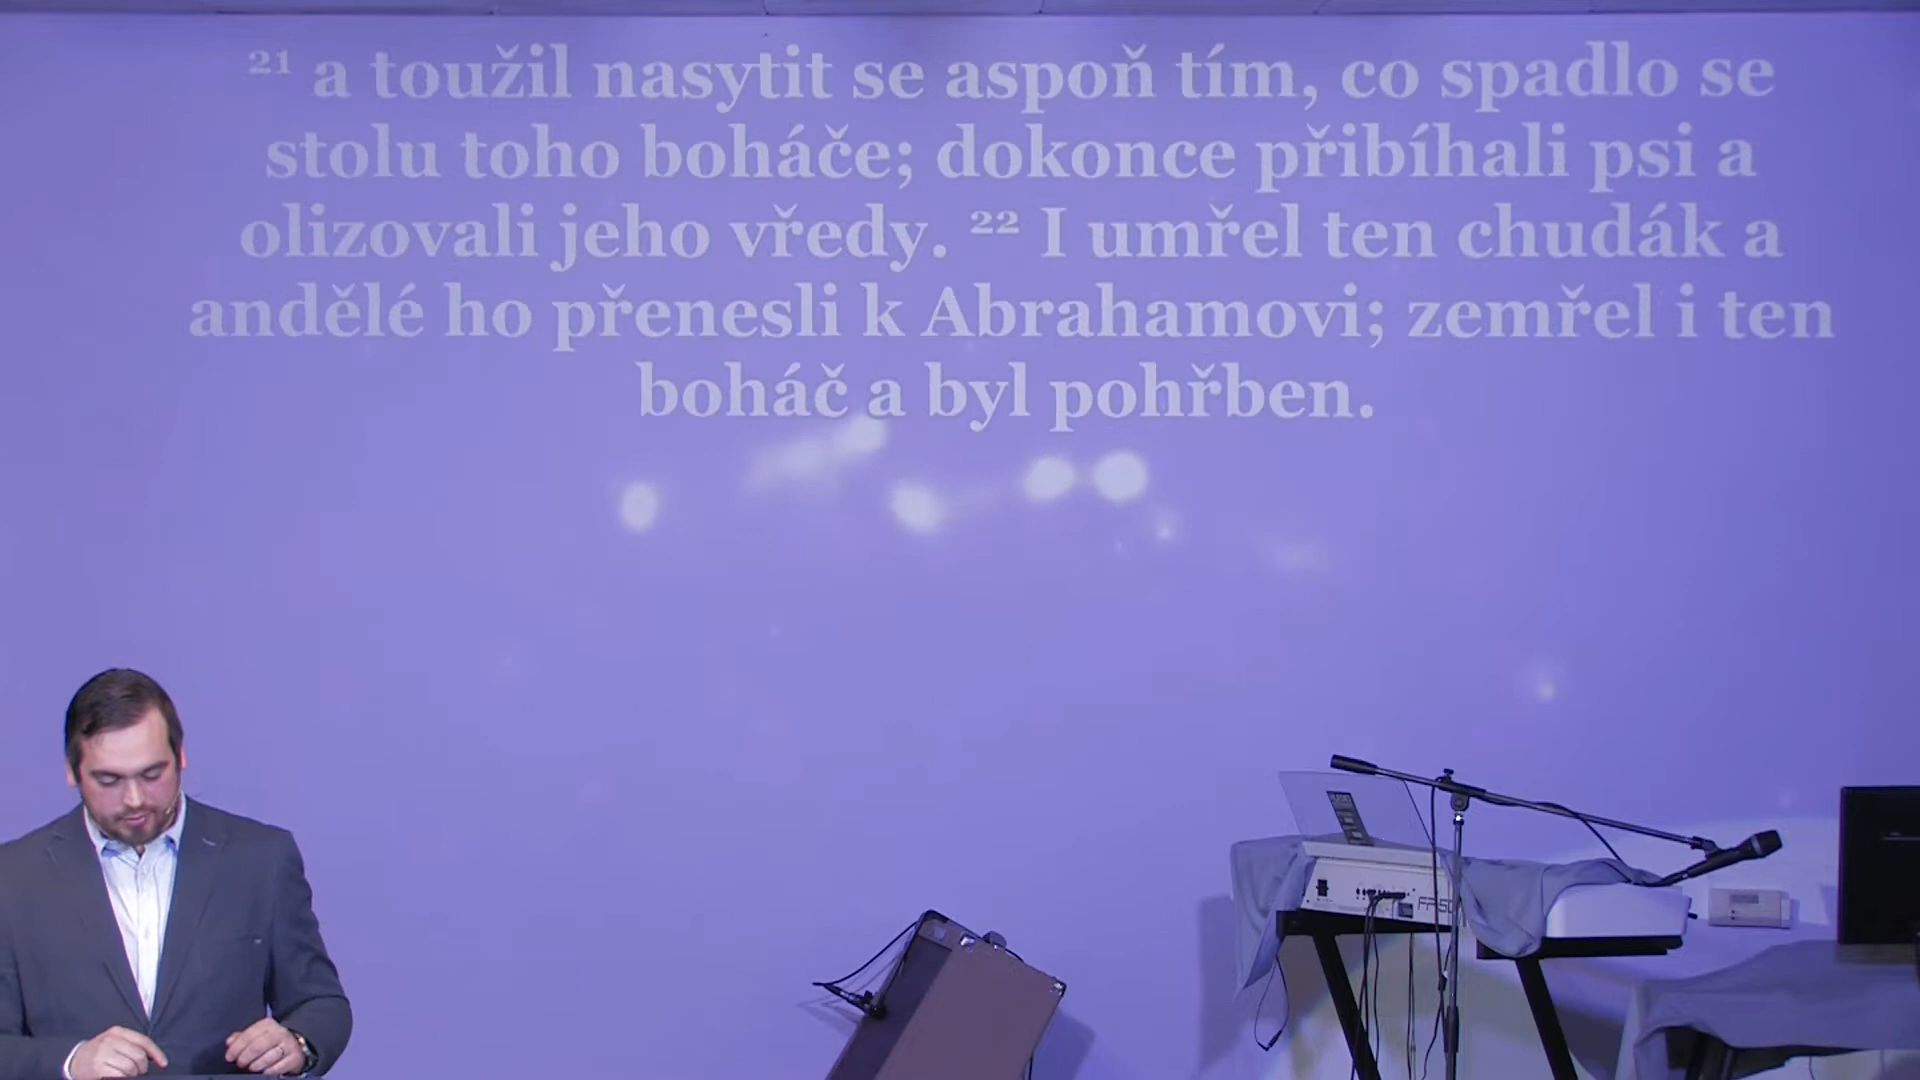 ²¹ a toužil nasytit se aspoň tím, co spadlo se
stolu toho boháče; dokonce přibíhali psi a
olizovali jeho vředy. ²² I umřel ten chudák a
andělé ho přenesli k Abrahamovi; zemřel i ten
boháč a byl pohřben.